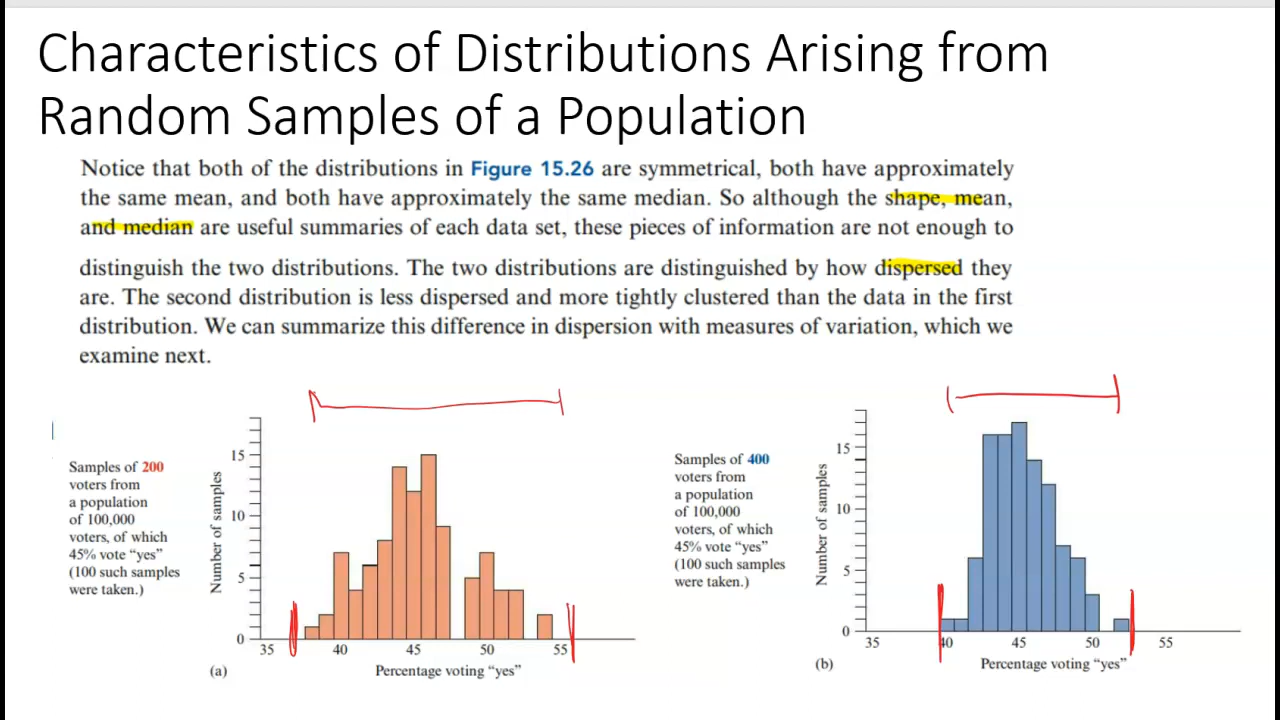 Characteristics of Distributions Arising from
Random Samples of a Population
Notice that both of the distributions in Figure 15.26 are symmetrical, both have approximately
the same mean, and both have approximately the same median. So although the shape, mean,
and median are useful summaries of each data set, these pieces of information are not enough to
distinguish the two distributions. The two distributions are distinguished by how dispersed they
are. The second distribution is less dispersed and more tightly clustered than the data in the first
distribution. We can summarize this difference in dispersion with measures of variation, which we
examine next.
Samples of 200
voters from
a population
of 100,000
voters, of which
45% vote “yes”
(100 such samples
were taken.)
Number of samples
15
10
5
0
35 40 45 50 55
(a)
Percentage voting “yes”
Samples of 400
voters from
a population
of 100,000
voters, of which
45% vote “yes”
(100 such samples
were taken.)
Number of samples
15
10
5
0
35 40 45 50 55
(b)
Percentage voting “yes”